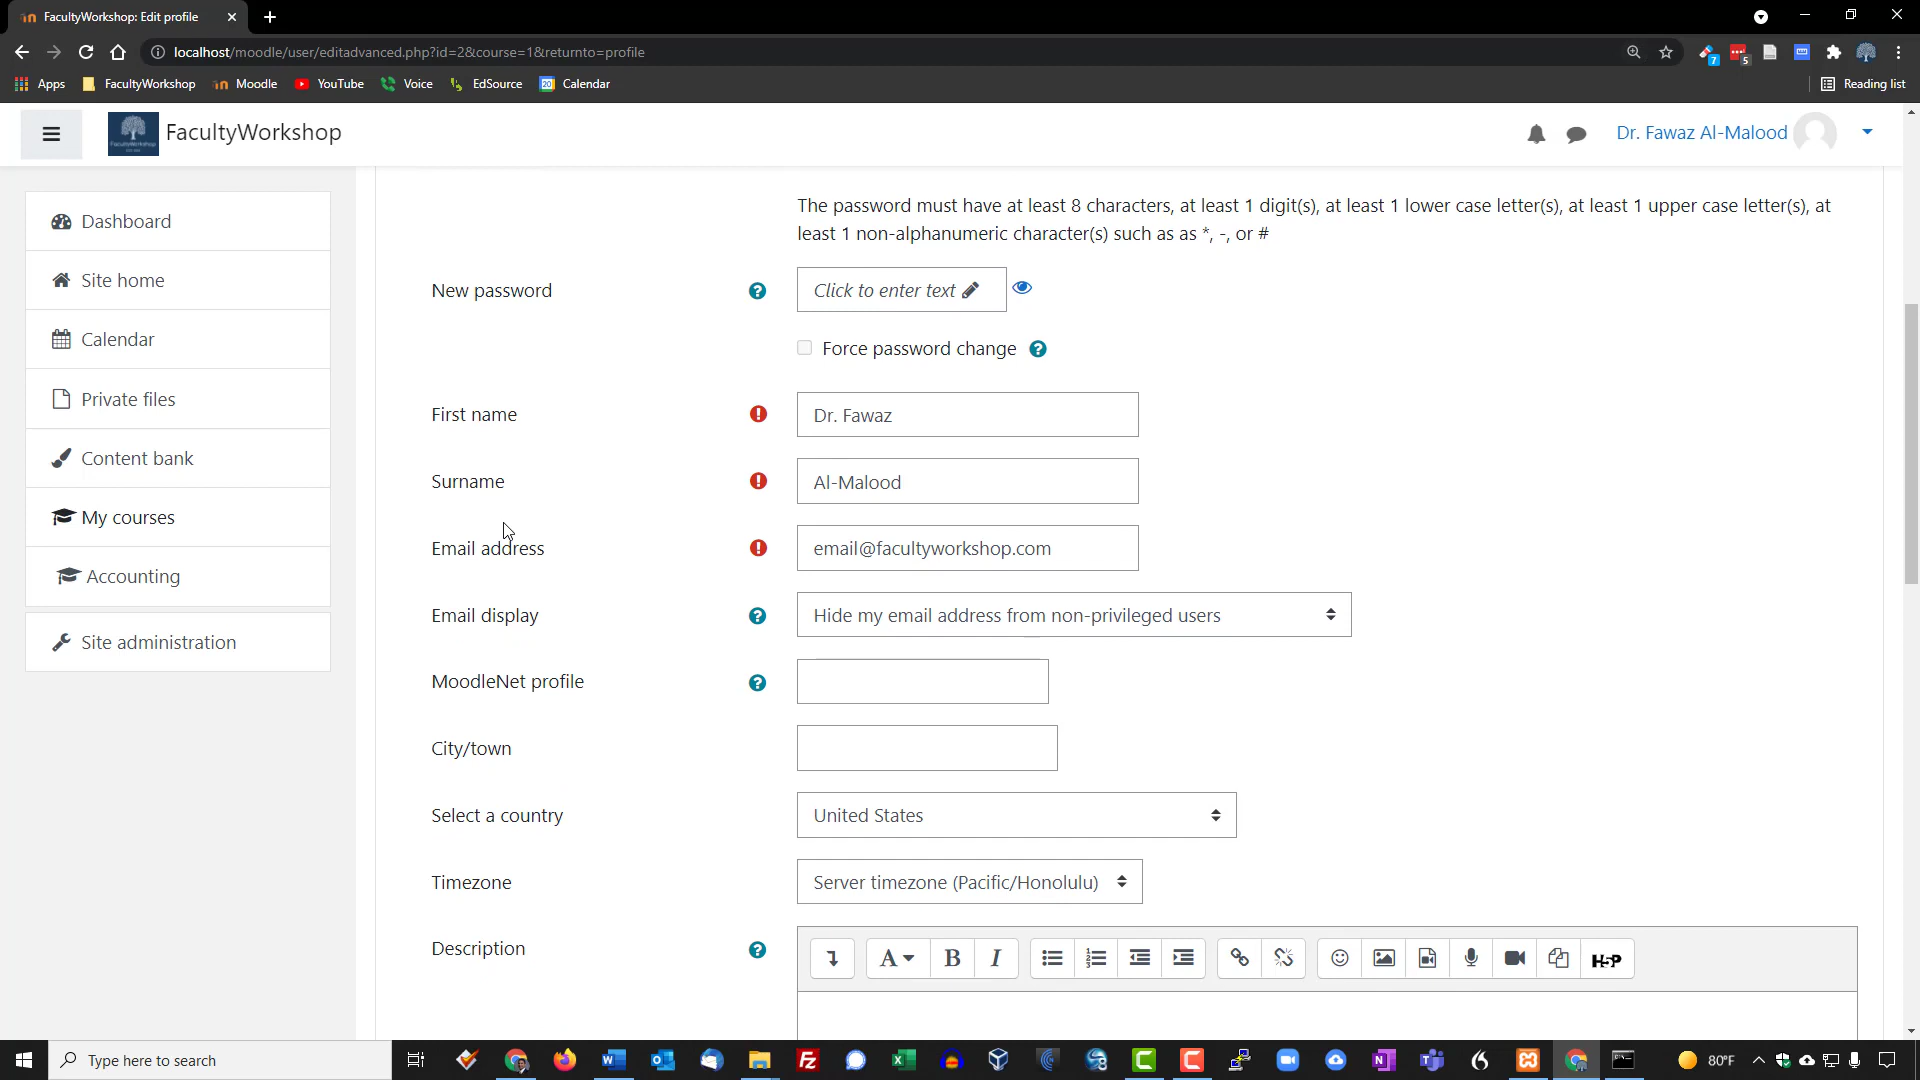 FacultyWorkshop: Edit profile
localhost/moodle/user/editadvanced.php?id=2&course=1&returnto=profile
7
5
Apps
FacultyWorkshop
Moodle
YouTube
Voice
EdSource
20
Calendar
Reading list
FacultyWorkshop
Dr. Fawaz Al-Malood
Dashboard
Site home
Calendar
Private files
Content bank
My courses
Accounting
Site administration
The password must have at least 8 characters, at least 1 digit(s), at least 1 lower case letter(s), at least 1 upper case letter(s), at
least 1 non-alphanumeric character(s) such as as *, -, or #
New password
Click to enter text
Force password change
First name
Dr. Fawaz
Surname
Al-Malood
Email address
email@facultyworkshop.com
Email display
Hide my email address from non-privileged users
MoodleNet profile
City/town
Select a country
United States
Timezone
Server timezone (Pacific/Honolulu)
Description
A
B
I
H5P
Type here to search
80°F